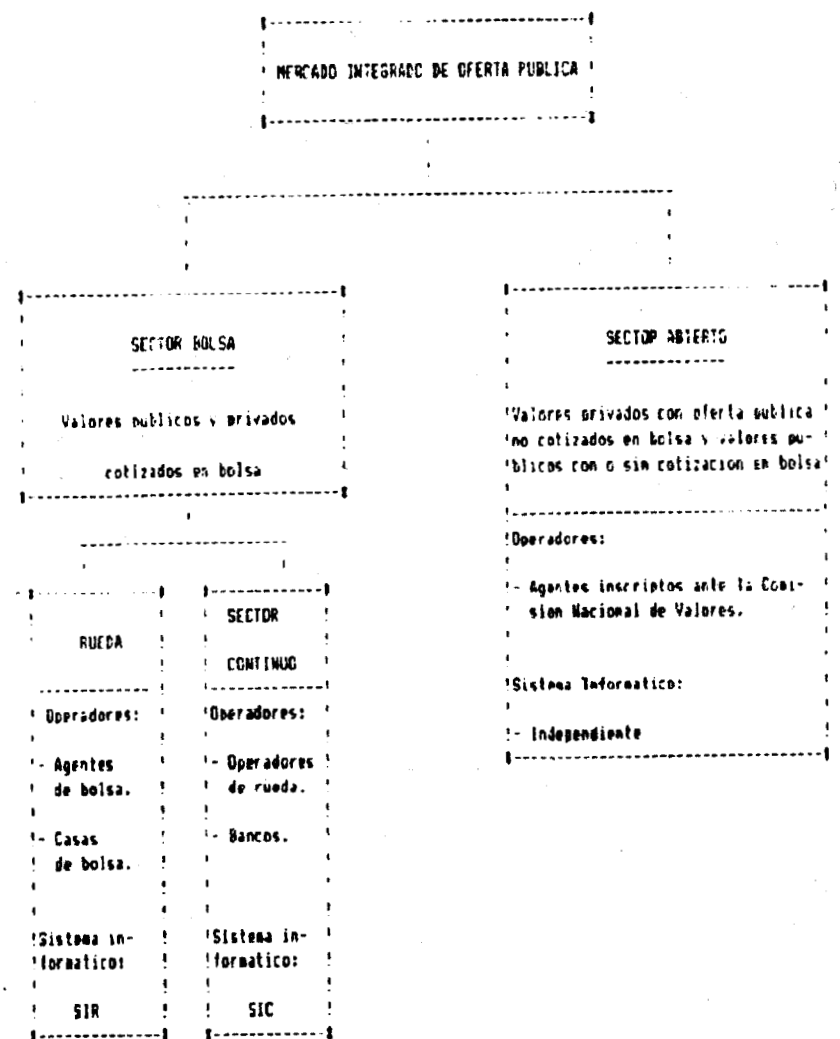 MERCADO INTEGRADO DE OFERTA PUBLICA
SECTOR BOLSA
Valores publicos y privados
cotizados en bolsa
SECTOR ABIERTO
Valores privados con oferta publica
no cotizados en bolsa y valores pu-
blicos con o sin cotizacion en bolsa
Operadores:
- Agentes inscriptos ante la Comi-
sion Nacional de Valores.
Sistema Informatico:
- Independiente
RUEDA
Operadores:
- Agentes
de bolsa.
- Casas
de bolsa.
Sistema in-
formatico:
SIR
SECTOR
CONTINUO
Operadores:
- Operadores
de rueda.
- Bancos.
Sistema in-
formatico:
SIC